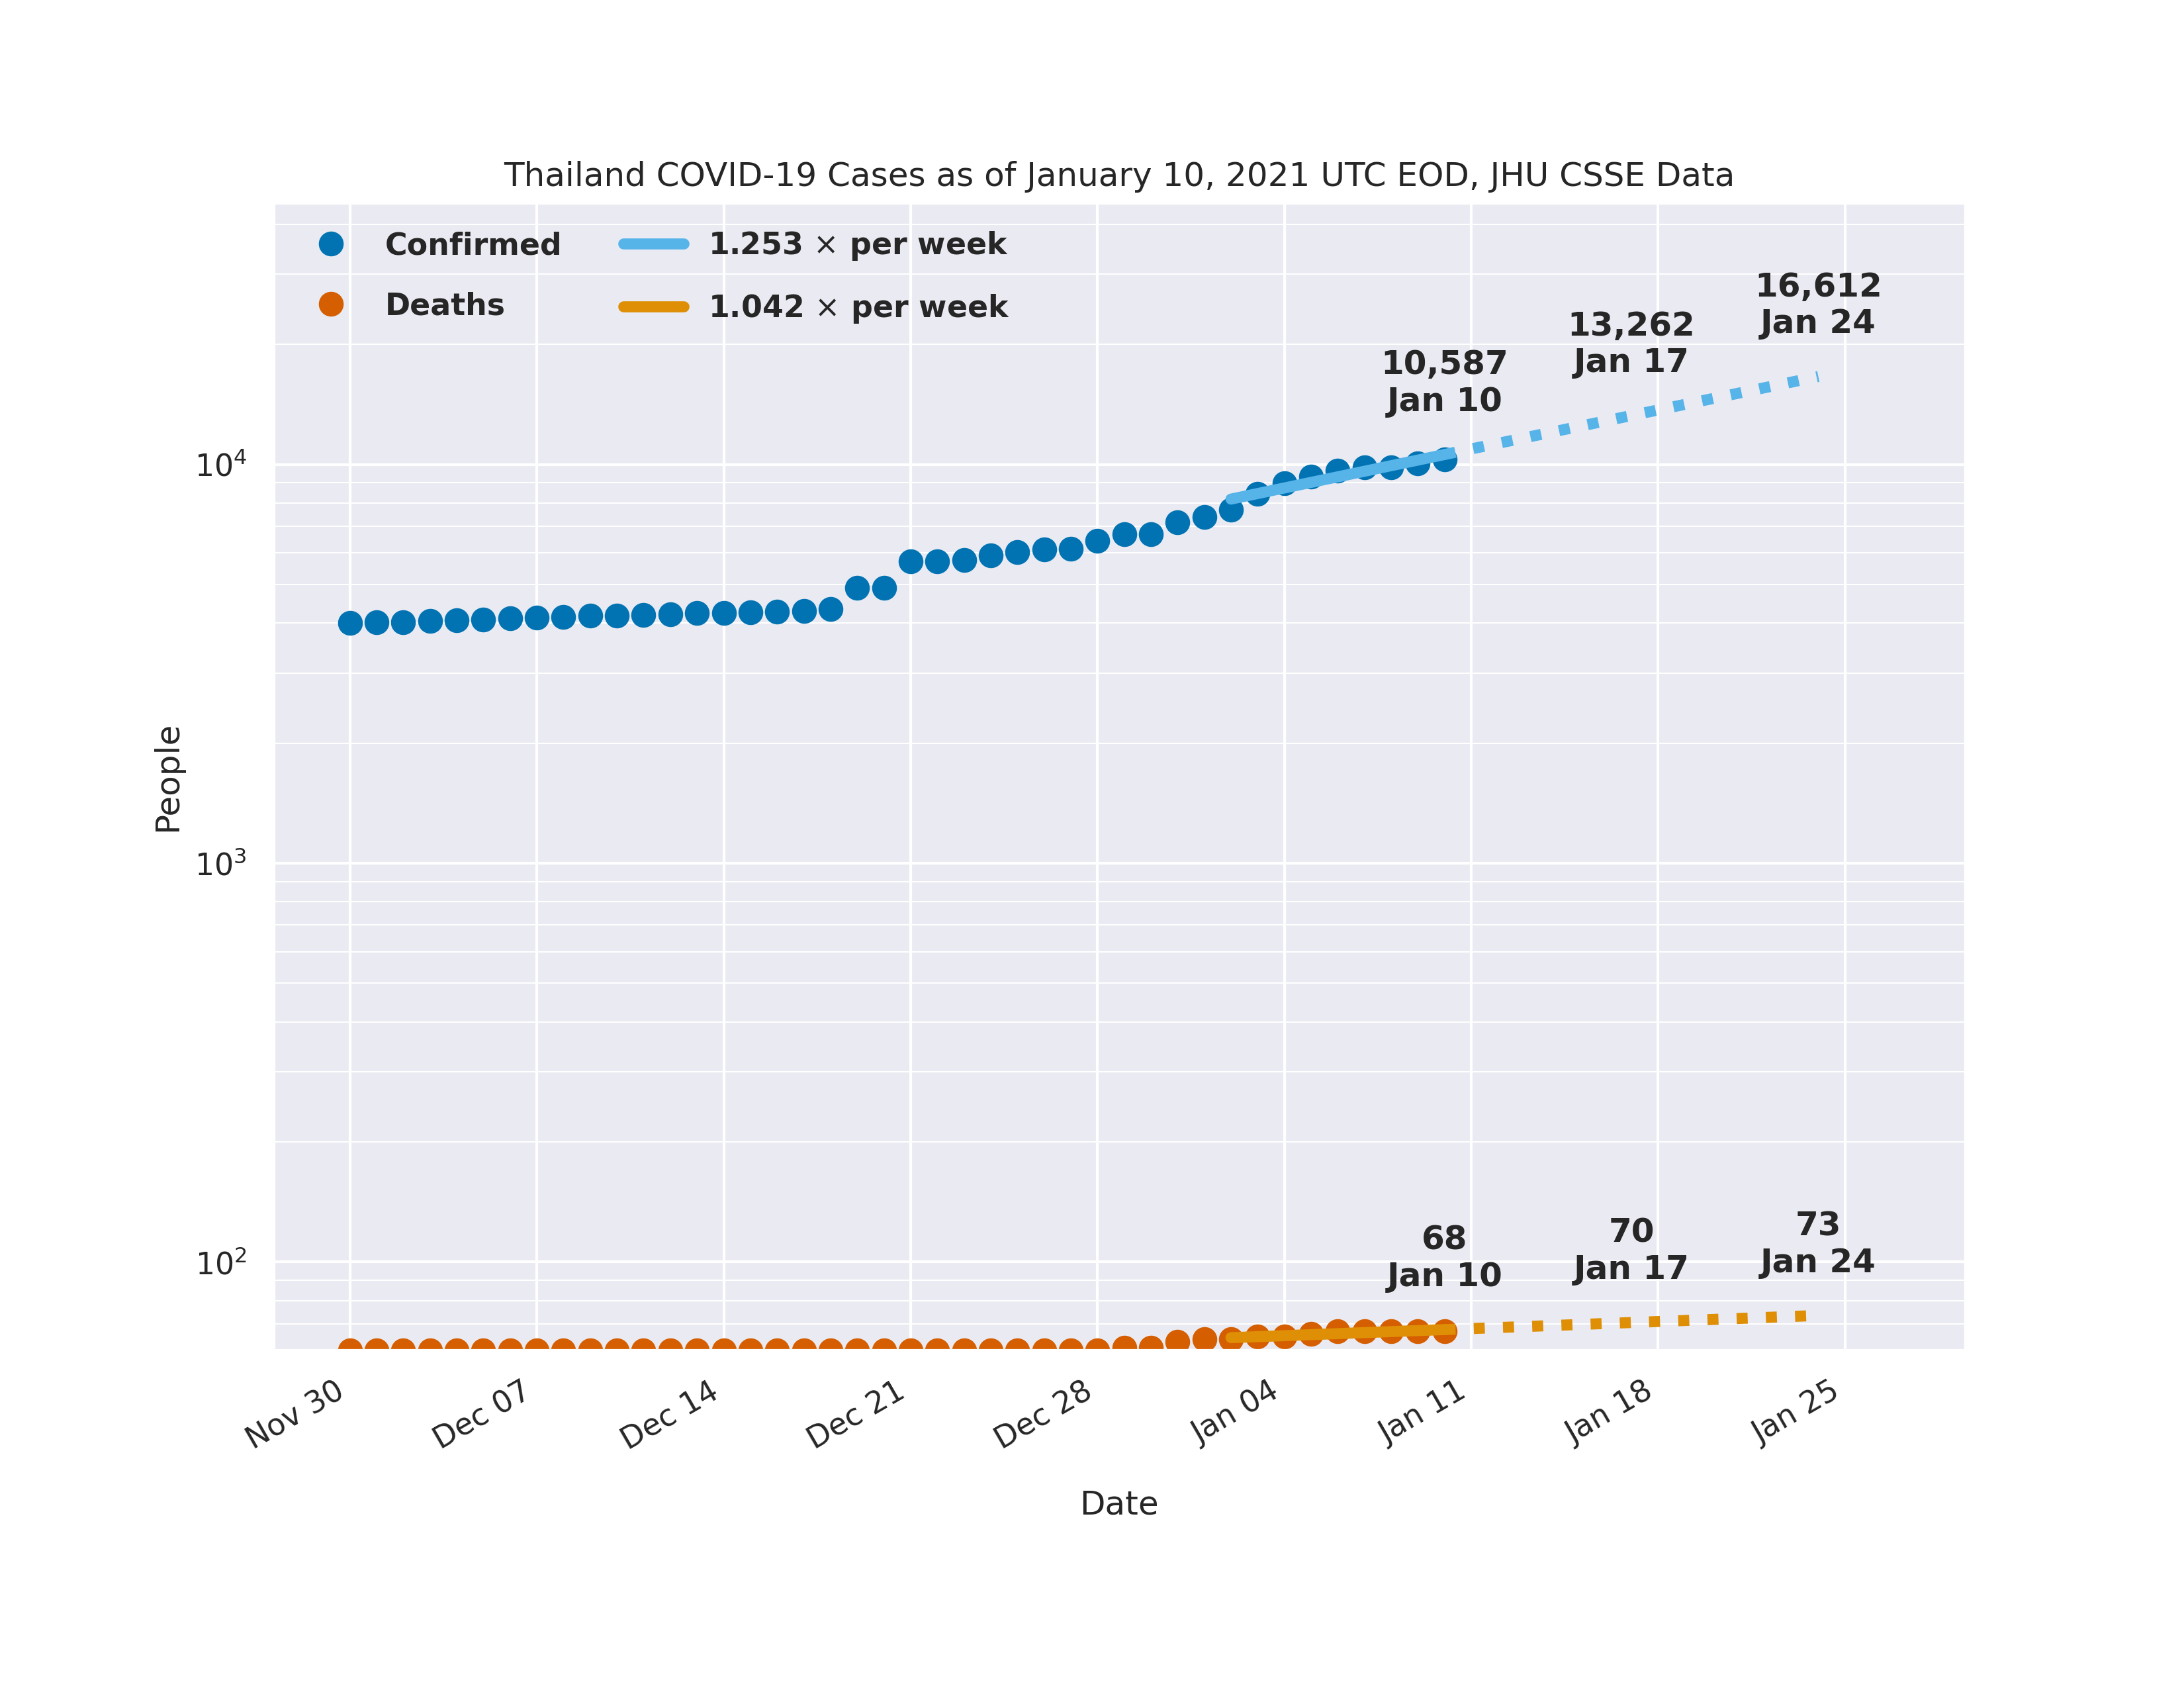 Thailand COVID-19 Cases as of January 10, 2021 UTC EOD, JHU CSSE Data
Confirmed
Deaths
1.253 × per week
1.042 × per week
16,612
Jan 24
13,262
Jan 17
10,587
Jan 10
10⁴
10³
10²
People
73
Jan 24
70
Jan 17
68
Jan 10
Nov 30
Dec 07
Dec 14
Dec 21
Dec 28
Jan 04
Jan 11
Jan 18
Jan 25
Date